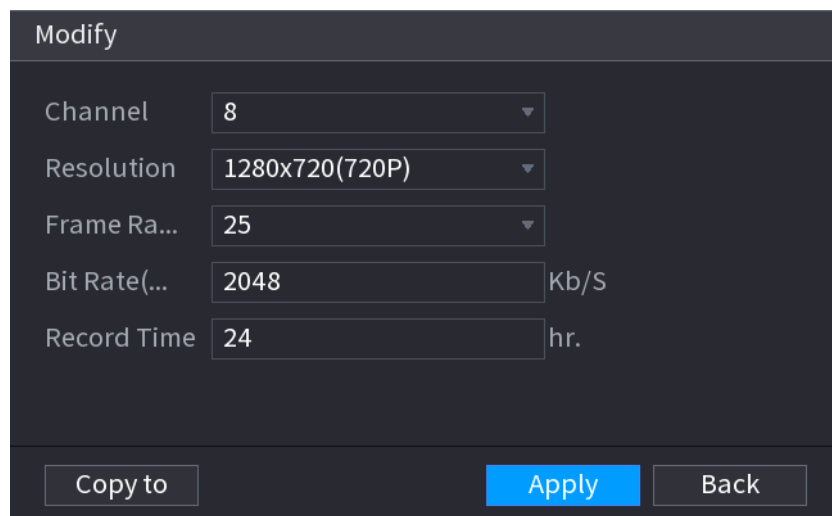 Modify
Channel 8
Resolution 1280x720(720P)
Frame Ra... 25
Bit Rate(... 2048 Kb/S
Record Time 24 hr.
Copy to Apply Back